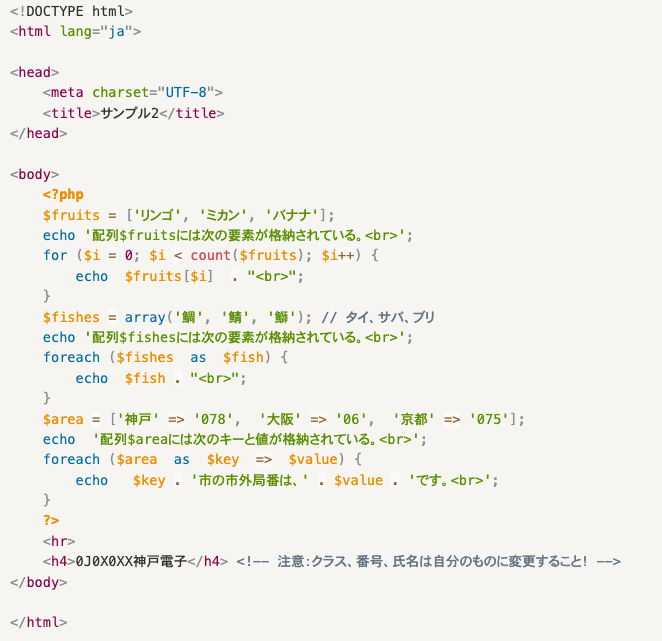 <!DOCTYPE html>
<html lang="ja">
<head>
    <meta charset="UTF-8">
    <title>サンプル2</title>
</head>
<body>
    <?php
    $fruits = ['リンゴ', 'ミカン', 'バナナ'];
    echo '配列$fruitsには次の要素が格納されている。<br>';
    for ($i = 0; $i < count($fruits); $i++) {
        echo  $fruits[$i]  . "<br>";
    }
    $fishes = array('鯛', '鯖', '鰤'); // タイ、サバ、ブリ
    echo '配列$fishesには次の要素が格納されている。<br>';
    foreach ($fishes  as  $fish) {
        echo  $fish . "<br>";
    }
    $area = ['神戸' => '078',  '大阪' => '06',  '京都' => '075'];
    echo  '配列$areaには次のキーと値が格納されている。<br>';
    foreach ($area  as  $key  =>  $value) {
        echo   $key . '市の市外局番は、' . $value . 'です。<br>';
    }
    ?>
    <hr>
    <h4>0J0X0XX神戸電子</h4> <!-- 注意:クラス、番号、氏名は自分のものに変更すること! -->
</body>
</html>